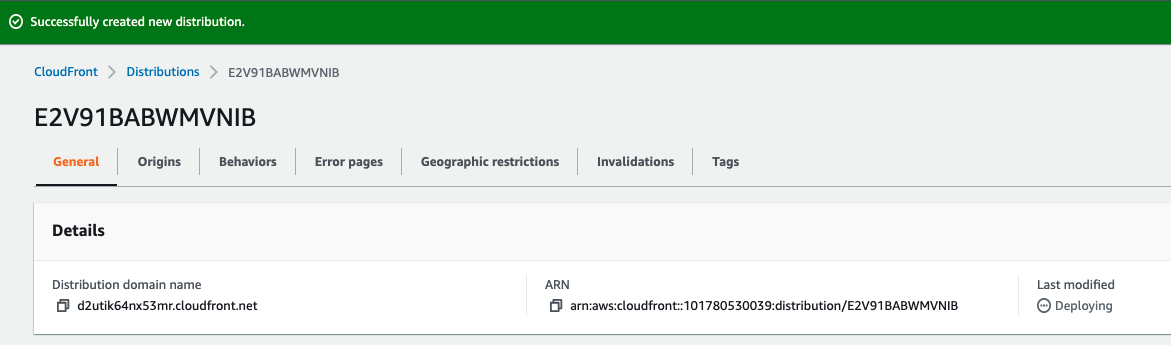 Successfully created new distribution.
CloudFront > Distributions > E2V91BABWMVNIB
E2V91BABWMVNIB
General Origins Behaviors Error pages Geographic restrictions Invalidations Tags
Details
Distribution domain name ARN Last modified
d2utik64nx53mr.cloudfront.net arn:aws:cloudfront::101780530039:distribution/E2V91BABWMVNIB Deploying